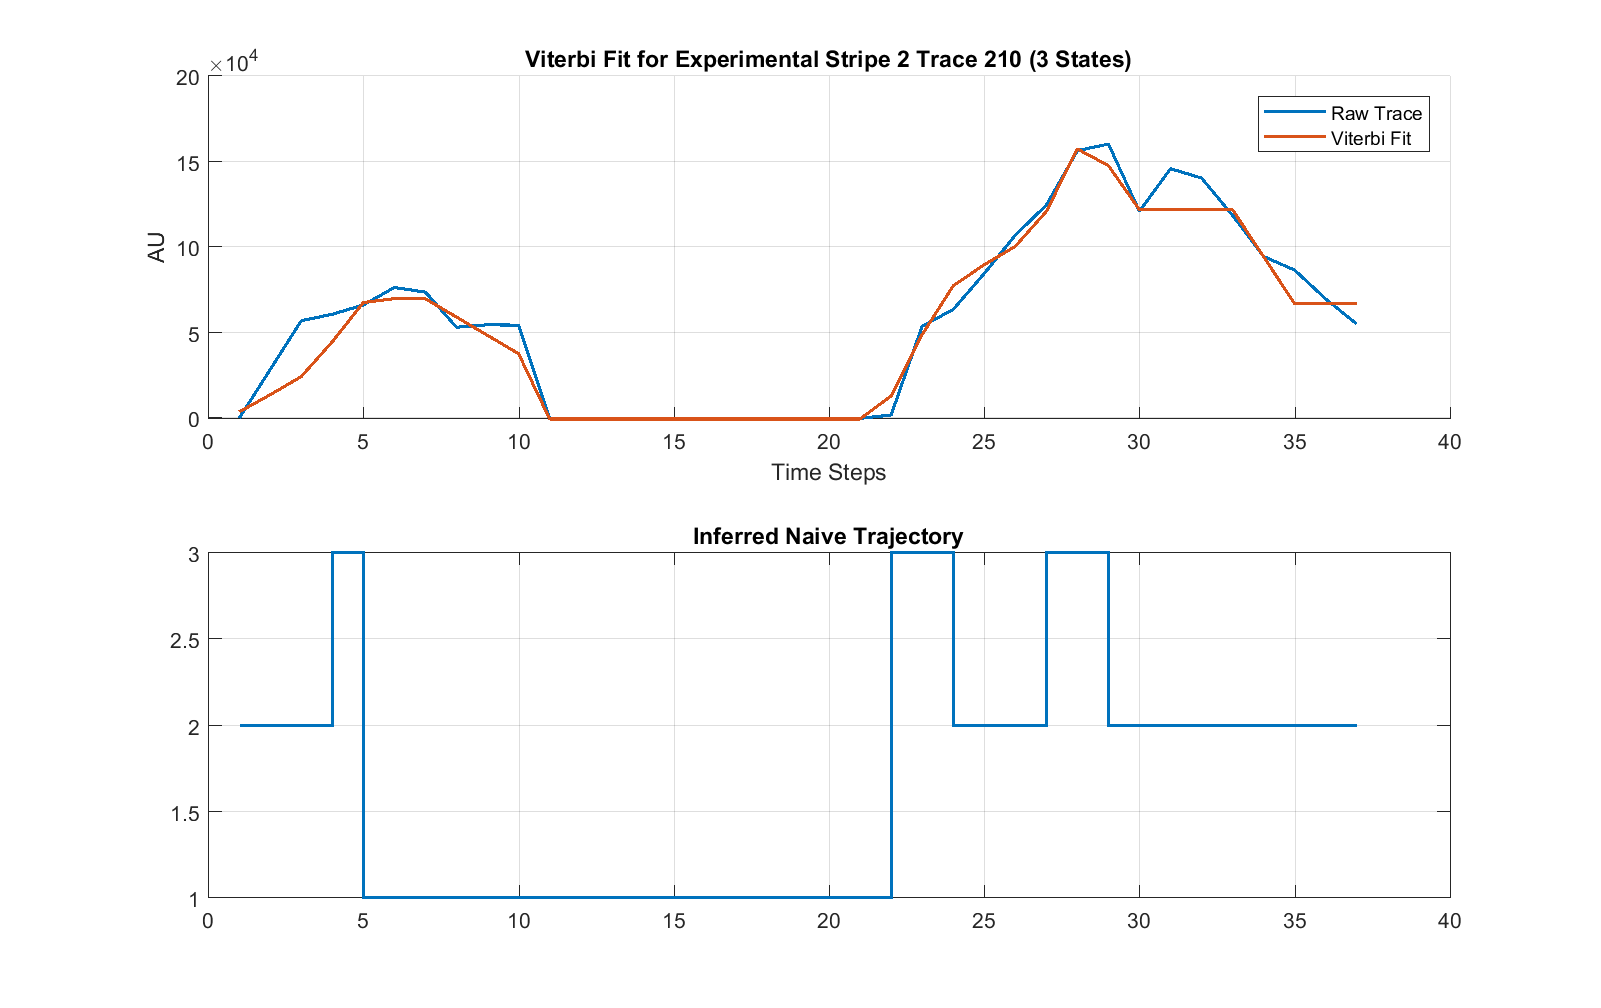 Viterbi Fit for Experimental Stripe 2 Trace 210 (3 States)
×10⁴
20
15
10
5
0
AU
Raw Trace
Viterbi Fit
0 5 10 15 20 25 30 35 40
Time Steps
Inferred Naive Trajectory
3
2.5
2
1.5
1
0 5 10 15 20 25 30 35 40